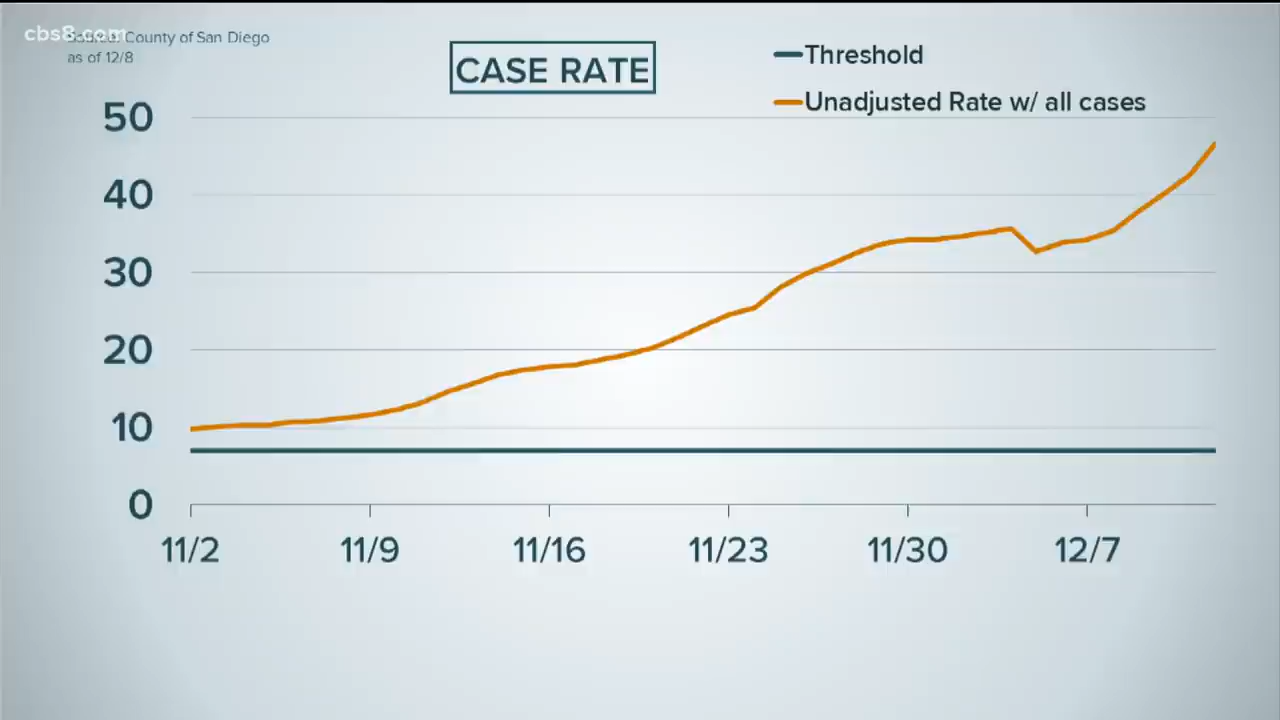 cbs8.com
Source: County of San Diego
as of 12/8
CASE RATE
Threshold
Unadjusted Rate w/ all cases
50
40
30
20
10
0
11/2 11/9 11/16 11/23 11/30 12/7